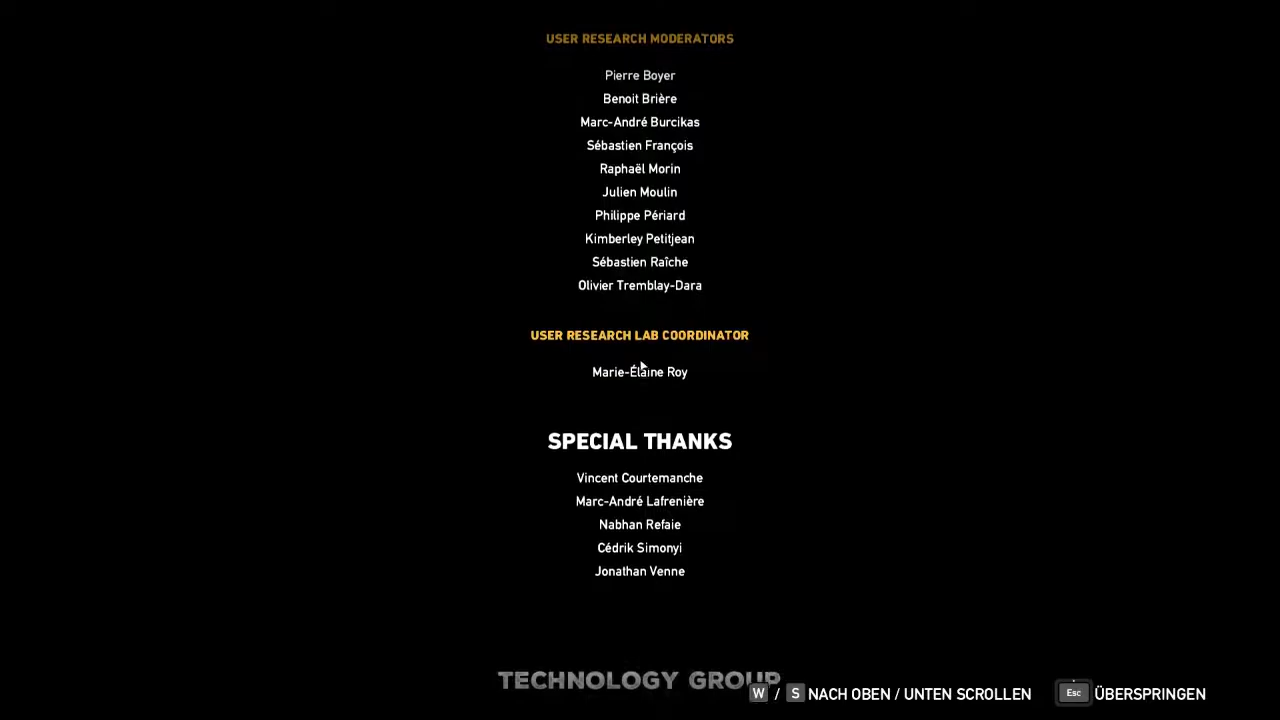 USER RESEARCH MODERATORS
Pierre Boyer
Benoit Brière
Marc-André Burcikas
Sébastien François
Raphaël Morin
Julien Moulin
Philippe Périard
Kimberley Petitjean
Sébastien Raîche
Olivier Tremblay-Dara
USER RESEARCH LAB COORDINATOR
Marie-Élaine Roy
SPECIAL THANKS
Vincent Courtemanche
Marc-André Lafrenière
Nabhan Refaie
Cédrik Simonyi
Jonathan Venne
TECHNOLOGY GROUP
W / S NACH OBEN / UNTEN SCROLLEN Esc ÜBERSPRINGEN